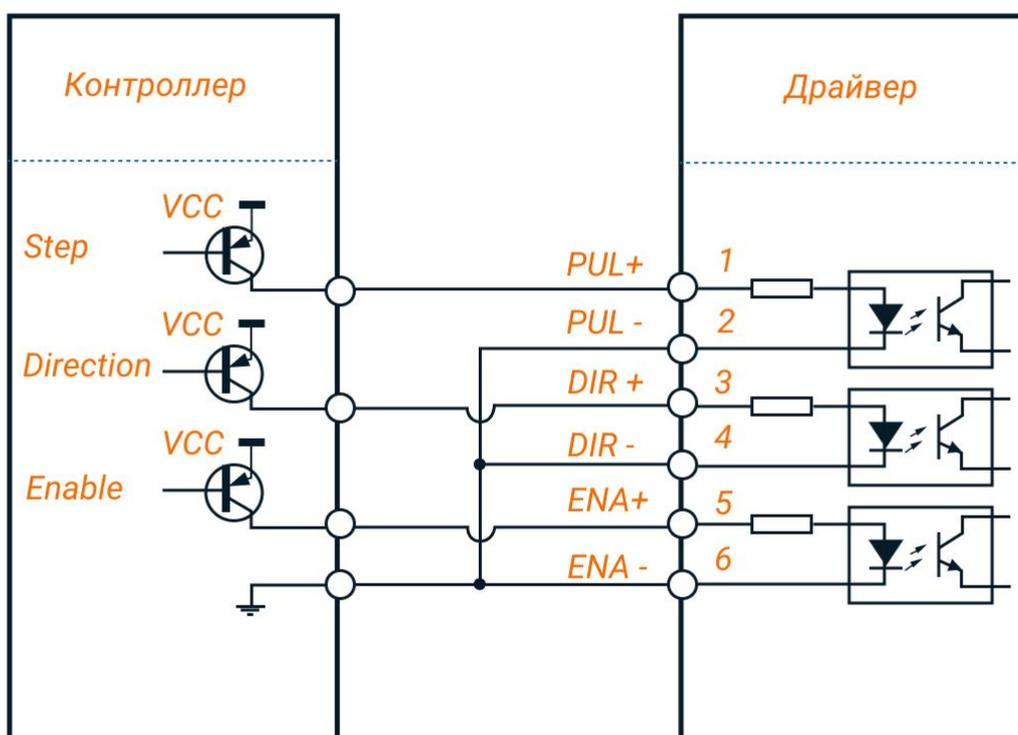 Контроллер
Драйвер
VCC
Step
PUL+ 1
PUL - 2
VCC
Direction
DIR + 3
DIR - 4
VCC
Enable
ENA+ 5
ENA - 6